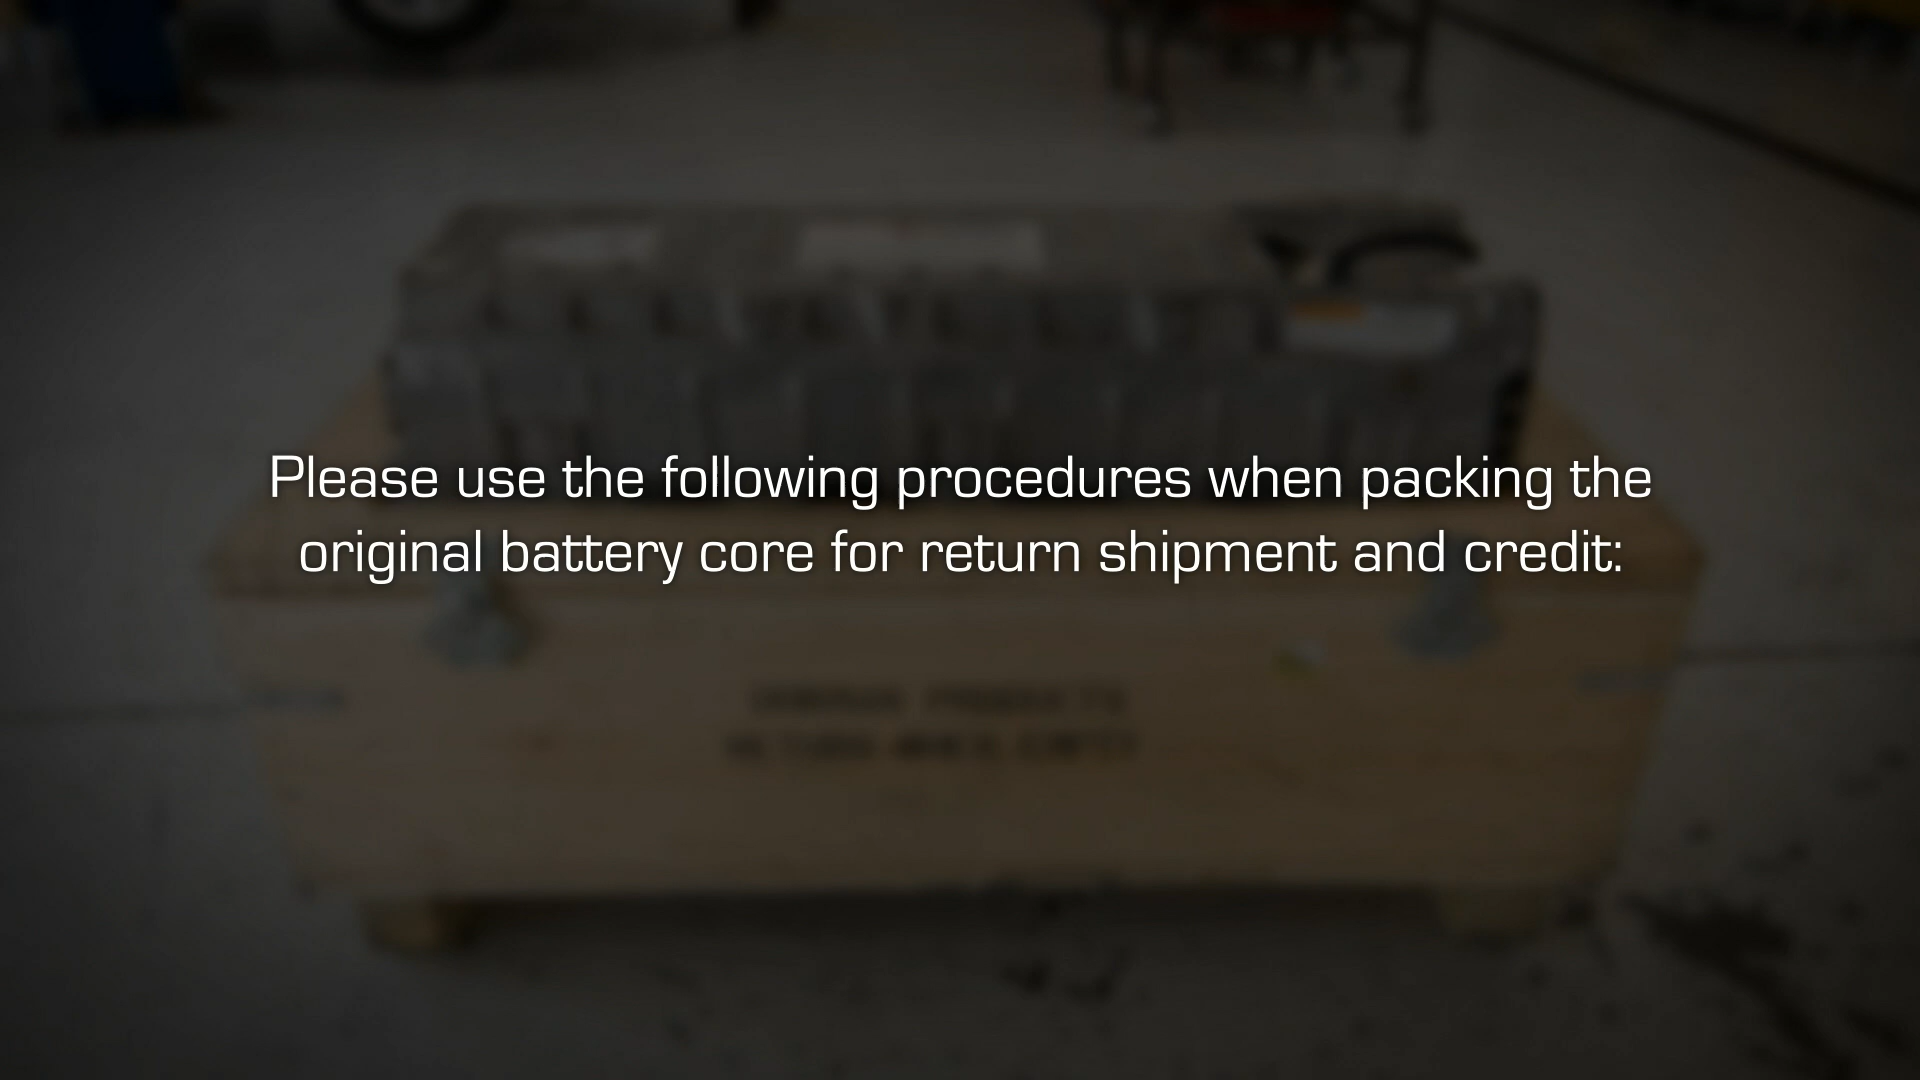 Please use the following procedures when packing the
original battery core for return shipment and credit: